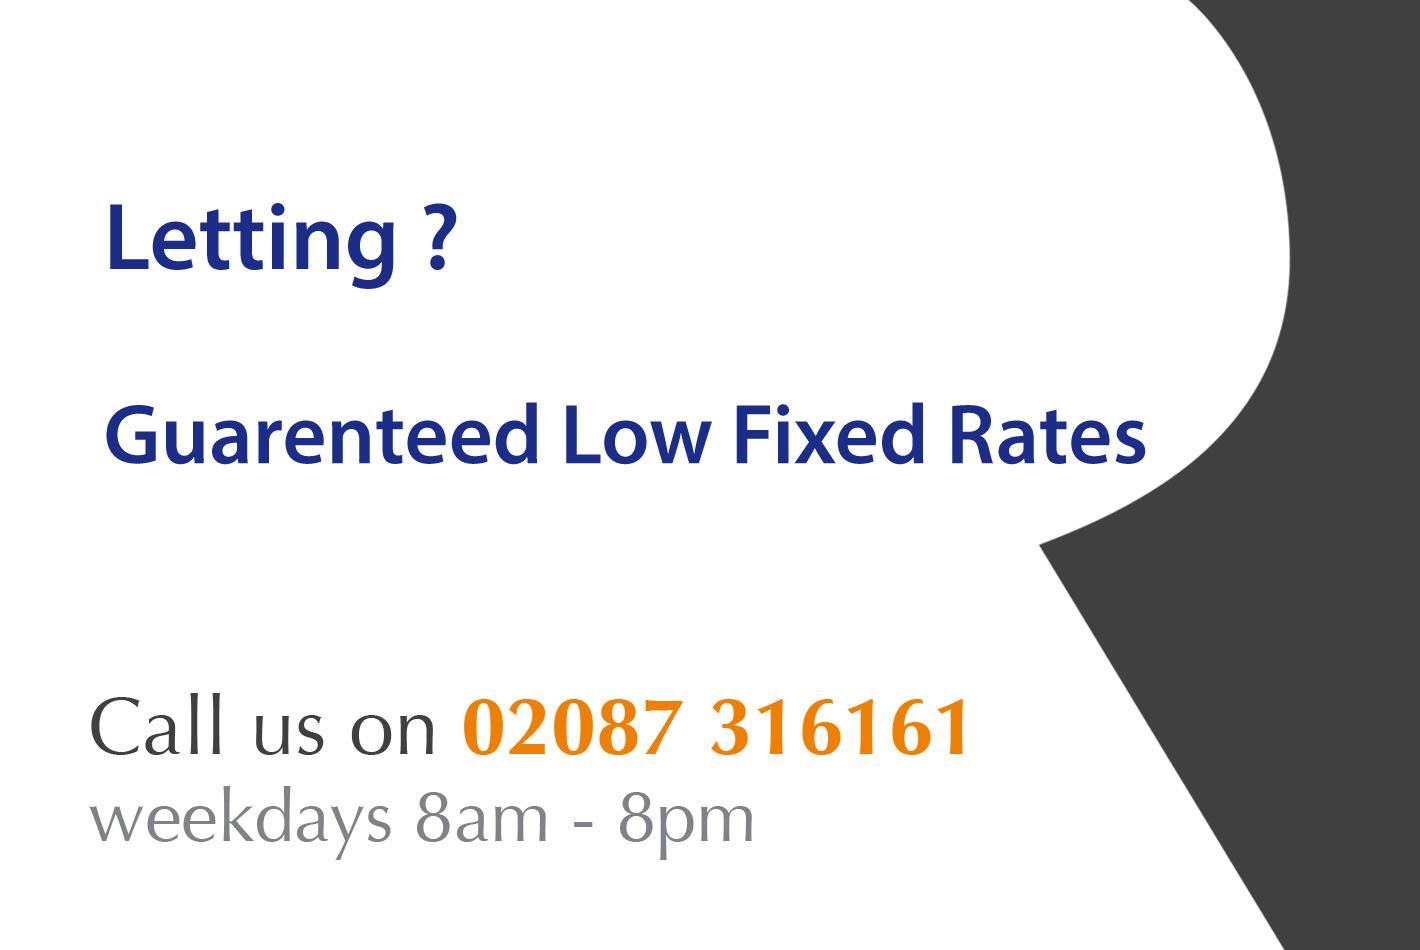 Letting ?
Guarenteed Low Fixed Rates
Call us on 02087 316161
weekdays 8am - 8pm